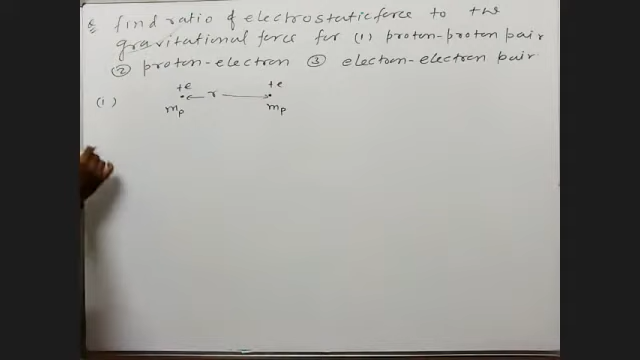 Q find ratio of electrostatic force to the
gravitational force for (1) proton-proton pair,
② proton-electron ③ electron-electron pair.
(1) +e r +e
mp mp